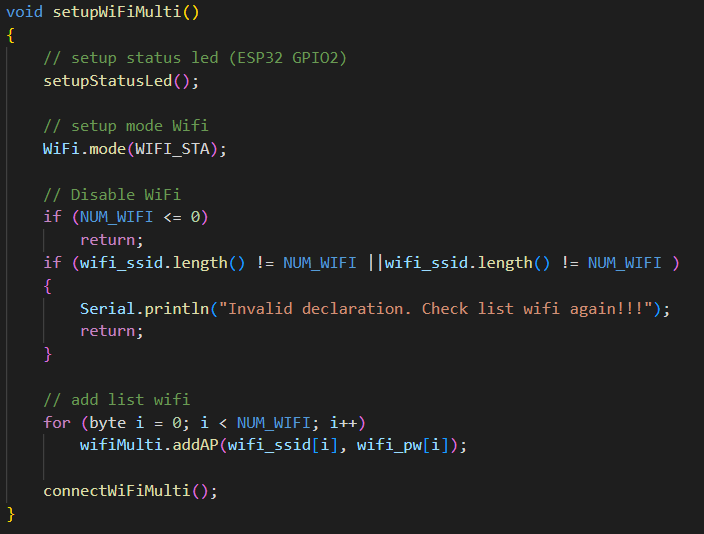 void setupWiFiMulti()
{
    // setup status led (ESP32 GPIO2)
    setupStatusLed();

    // setup mode Wifi
    WiFi.mode(WIFI_STA);

    // Disable WiFi
    if (NUM_WIFI <= 0)
        return;
    if (wifi_ssid.length() != NUM_WIFI ||wifi_ssid.length() != NUM_WIFI )
    {
        Serial.println("Invalid declaration. Check list wifi again!!!");
        return;
    }

    // add list wifi
    for (byte i = 0; i < NUM_WIFI; i++)
        wifiMulti.addAP(wifi_ssid[i], wifi_pw[i]);

    connectWiFiMulti();
}